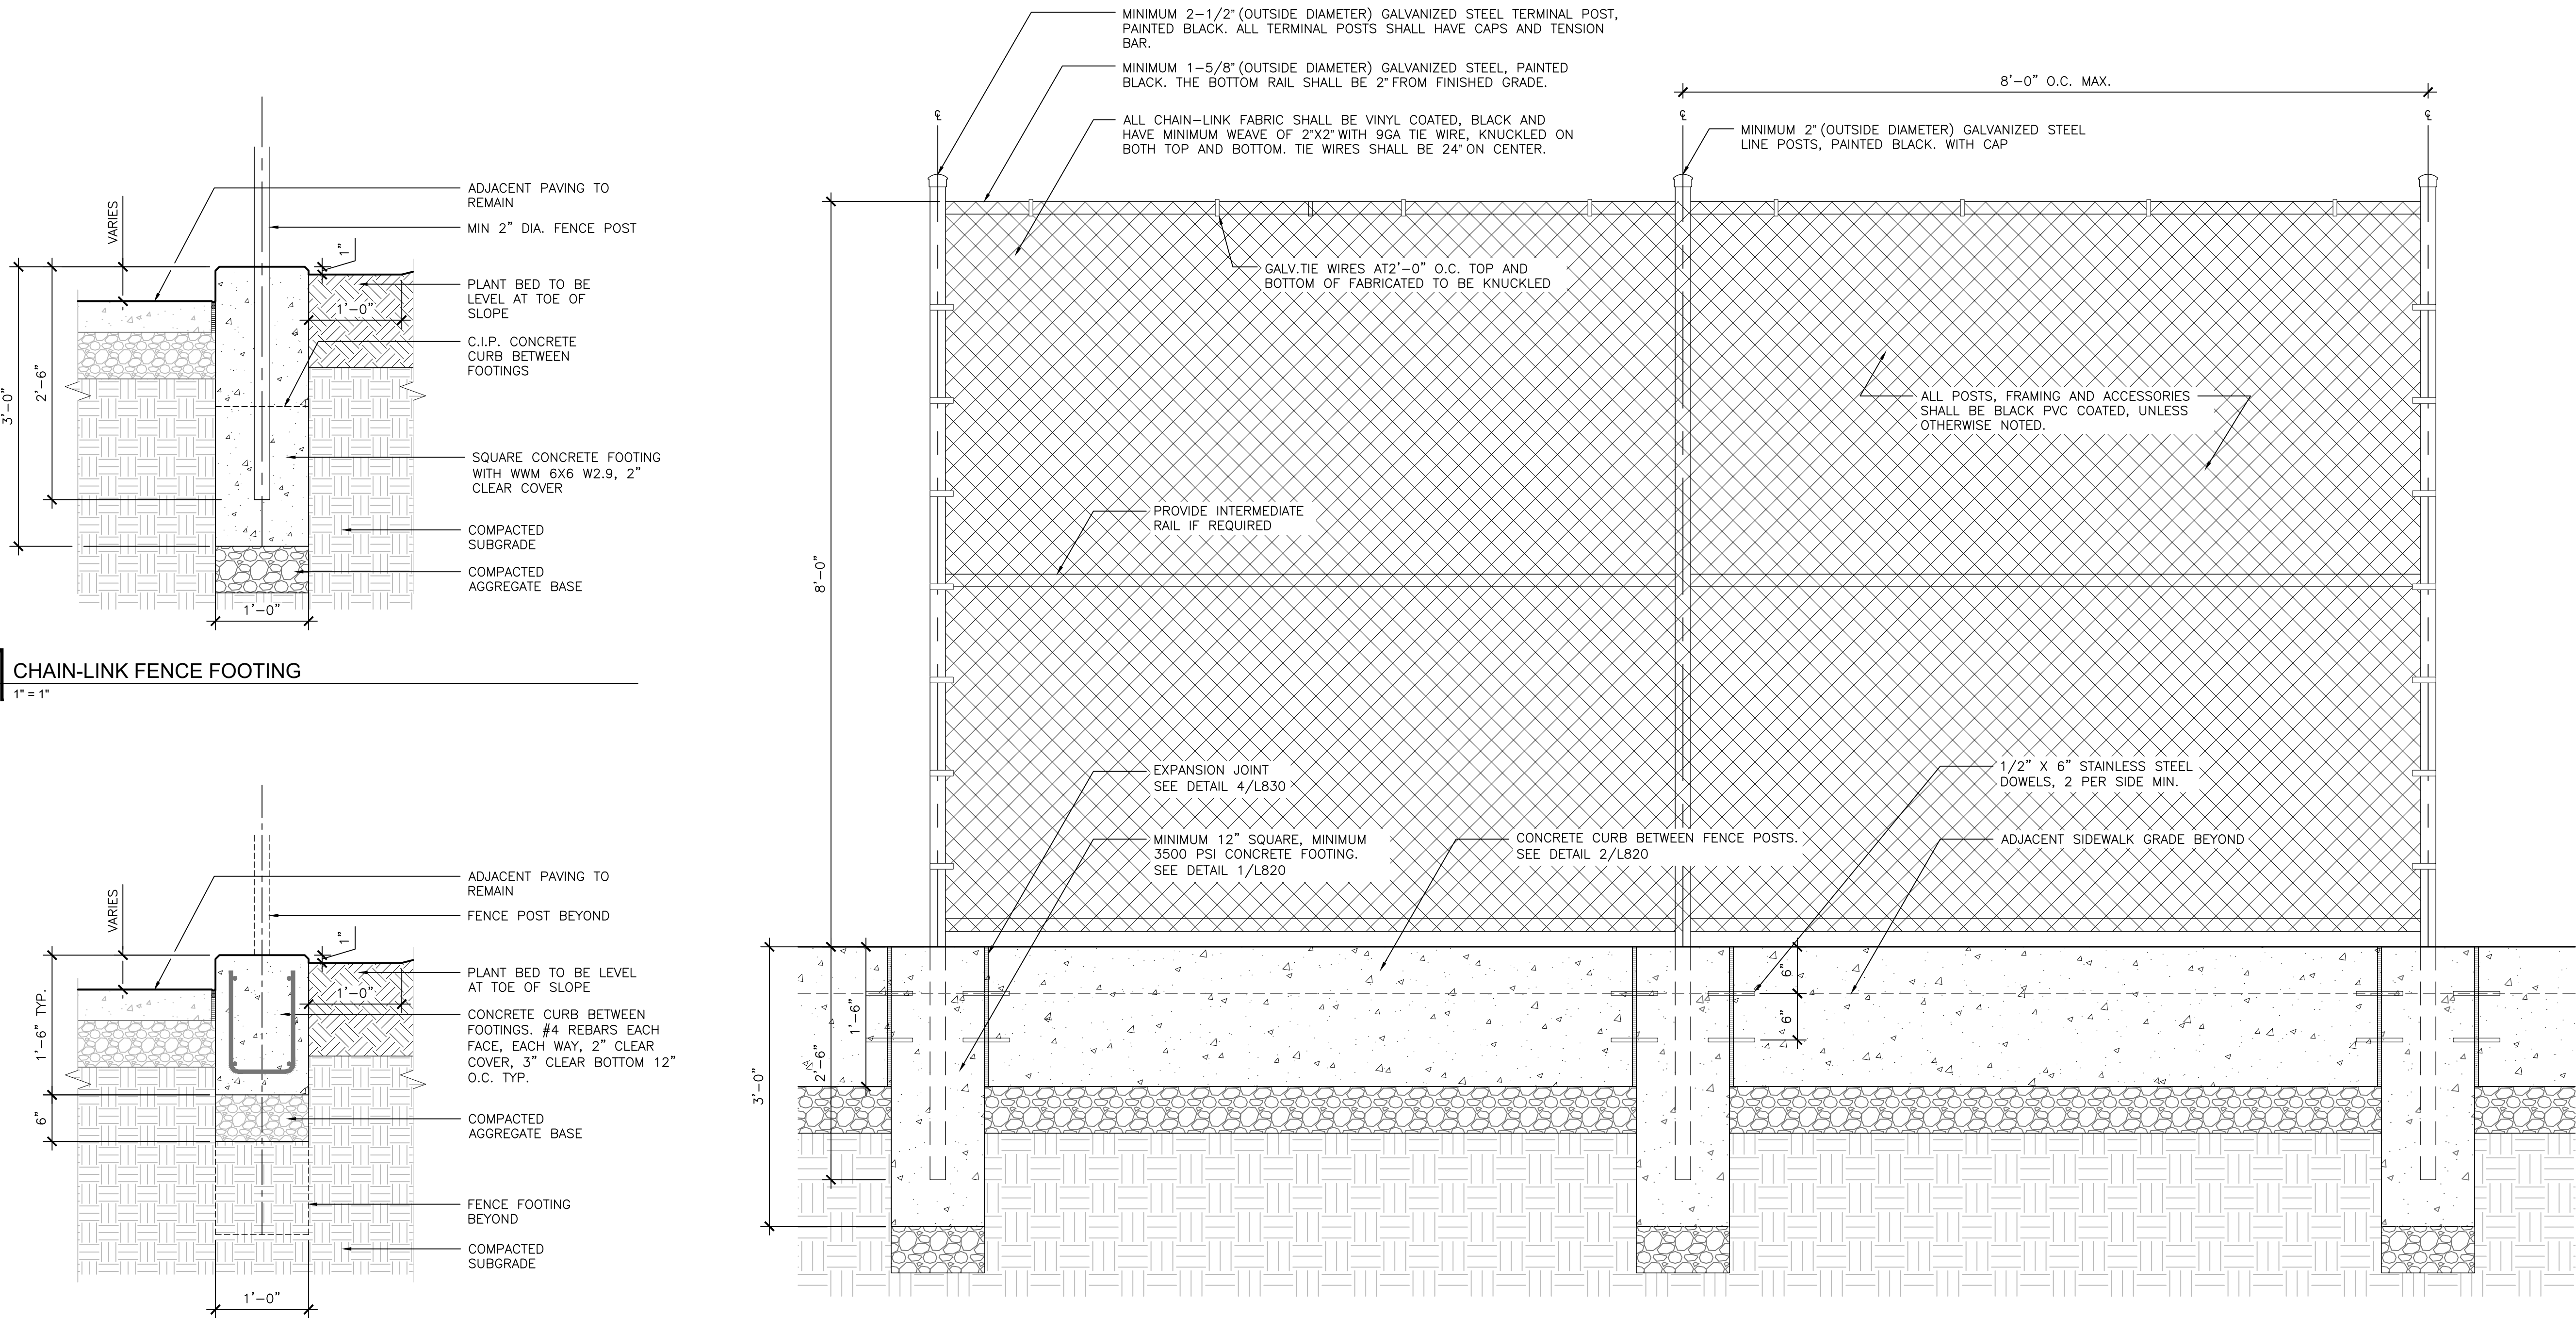 ADJACENT PAVING TO
REMAIN
MIN 2" DIA. FENCE POST
VARIES
1"
PLANT BED TO BE
LEVEL AT TOE OF
SLOPE
1'-0"
C.I.P. CONCRETE
CURB BETWEEN
FOOTINGS
2'-6"
3'-0"
SQUARE CONCRETE FOOTING
WITH WWM 6X6 W2.9, 2"
CLEAR COVER
COMPACTED
SUBGRADE
COMPACTED
AGGREGATE BASE
1'-0"
CHAIN-LINK FENCE FOOTING
1" = 1"
ADJACENT PAVING TO
REMAIN
FENCE POST BEYOND
VARIES
1"
PLANT BED TO BE LEVEL
AT TOE OF SLOPE
1'-0"
CONCRETE CURB BETWEEN
FOOTINGS. #4 REBARS EACH
FACE, EACH WAY, 2" CLEAR
COVER, 3" CLEAR BOTTOM 12"
O.C. TYP.
1'-6" TYP.
6"
COMPACTED
AGGREGATE BASE
FENCE FOOTING
BEYOND
COMPACTED
SUBGRADE
1'-0"
MINIMUM 2-1/2" (OUTSIDE DIAMETER) GALVANIZED STEEL TERMINAL POST,
PAINTED BLACK. ALL TERMINAL POSTS SHALL HAVE CAPS AND TENSION
BAR.
MINIMUM 1-5/8" (OUTSIDE DIAMETER) GALVANIZED STEEL, PAINTED
BLACK. THE BOTTOM RAIL SHALL BE 2" FROM FINISHED GRADE.
ALL CHAIN-LINK FABRIC SHALL BE VINYL COATED, BLACK AND
HAVE MINIMUM WEAVE OF 2"X2" WITH 9GA TIE WIRE, KNUCKLED ON
BOTH TOP AND BOTTOM. TIE WIRES SHALL BE 24" ON CENTER.
8'-0" O.C. MAX.
℄
℄
℄
MINIMUM 2" (OUTSIDE DIAMETER) GALVANIZED STEEL
LINE POSTS, PAINTED BLACK. WITH CAP
GALV.TIE WIRES AT2'-0" O.C. TOP AND
BOTTOM OF FABRICATED TO BE KNUCKLED
ALL POSTS, FRAMING AND ACCESSORIES
SHALL BE BLACK PVC COATED, UNLESS
OTHERWISE NOTED.
PROVIDE INTERMEDIATE
RAIL IF REQUIRED
8'-0"
EXPANSION JOINT
SEE DETAIL 4/L830
1/2" X 6" STAINLESS STEEL
DOWELS, 2 PER SIDE MIN.
MINIMUM 12" SQUARE, MINIMUM
3500 PSI CONCRETE FOOTING.
SEE DETAIL 1/L820
CONCRETE CURB BETWEEN FENCE POSTS.
SEE DETAIL 2/L820
ADJACENT SIDEWALK GRADE BEYOND
6"
6"
1'-6"
2'-6"
3'-0"